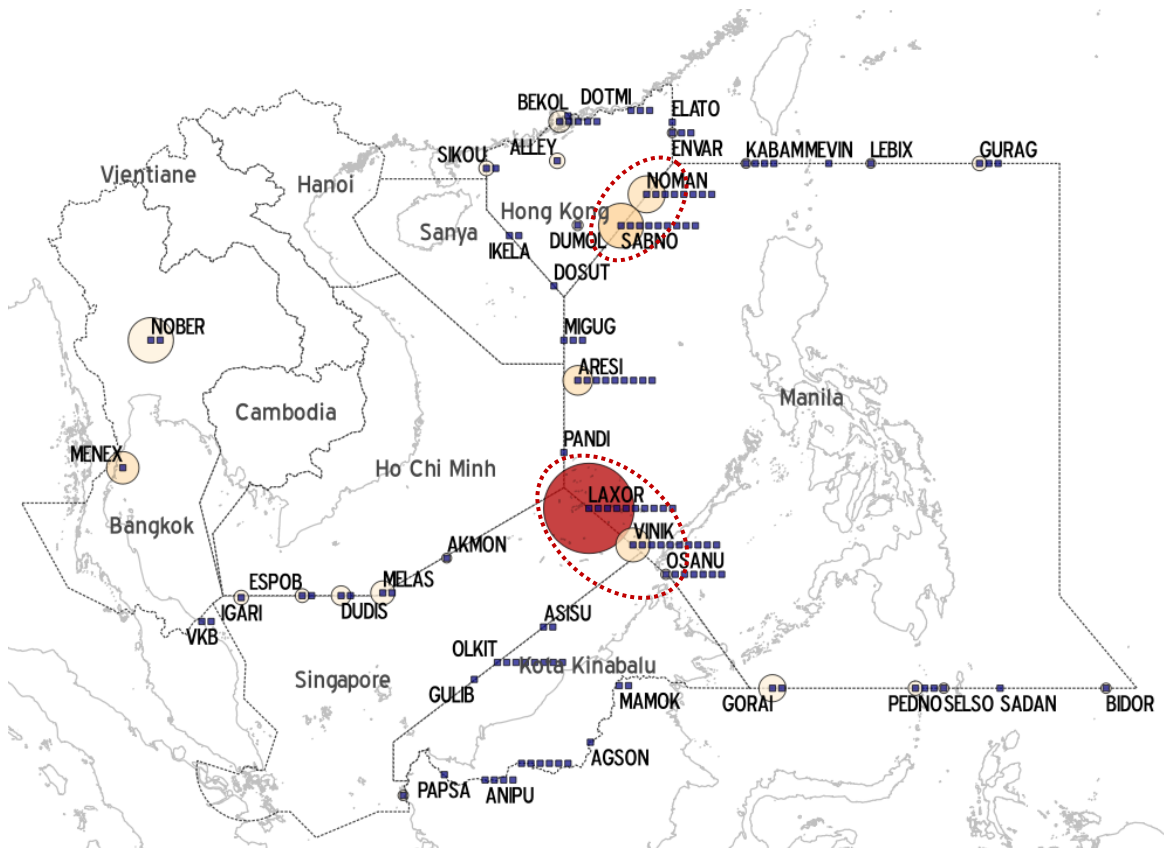 BEKOL
DOTMI
ELATO
ALLEY
SIKOU
ENVAR
KABAM
MEVIN
LEBIX
GURAG
Vientiane
Hanoi
NOMAN
Hong Kong
Sanya
DUMOL
SABNO
IKELA
DOSUT
NOBER
MIGUG
ARESI
Cambodia
Manila
MENEX
PANDI
Ho Chi Minh
LAXOR
Bangkok
VINIK
AKMON
OSANU
ESPOB
MELAS
IGARI
DUDIS
VKB
ASISU
OLKIT
Kota Kinabalu
Singapore
GULIB
MAMOK
GORAI
PEDNO
SELSO
SADAN
BIDOR
AGSON
PAPSA
ANIPU